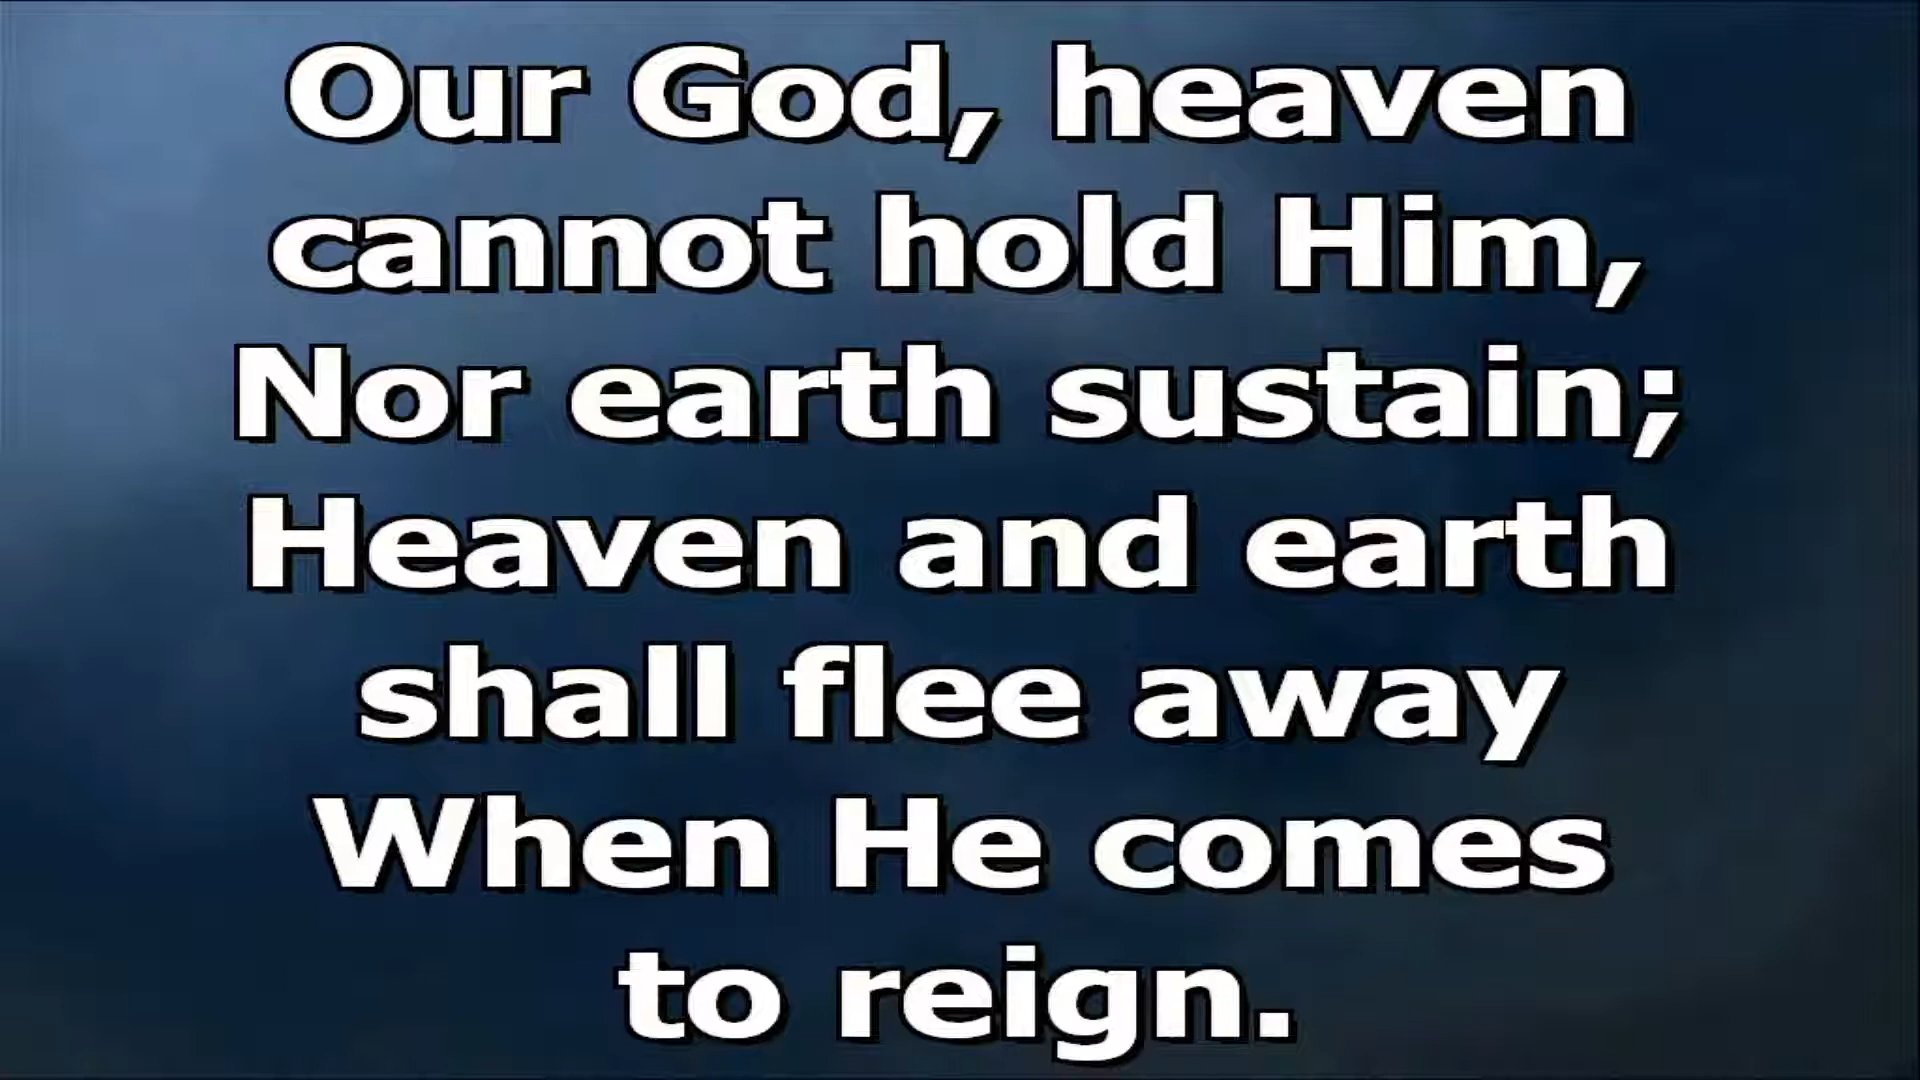 Our God, heaven
cannot hold Him,
Nor earth sustain;
Heaven and earth
shall flee away
When He comes
to reign.